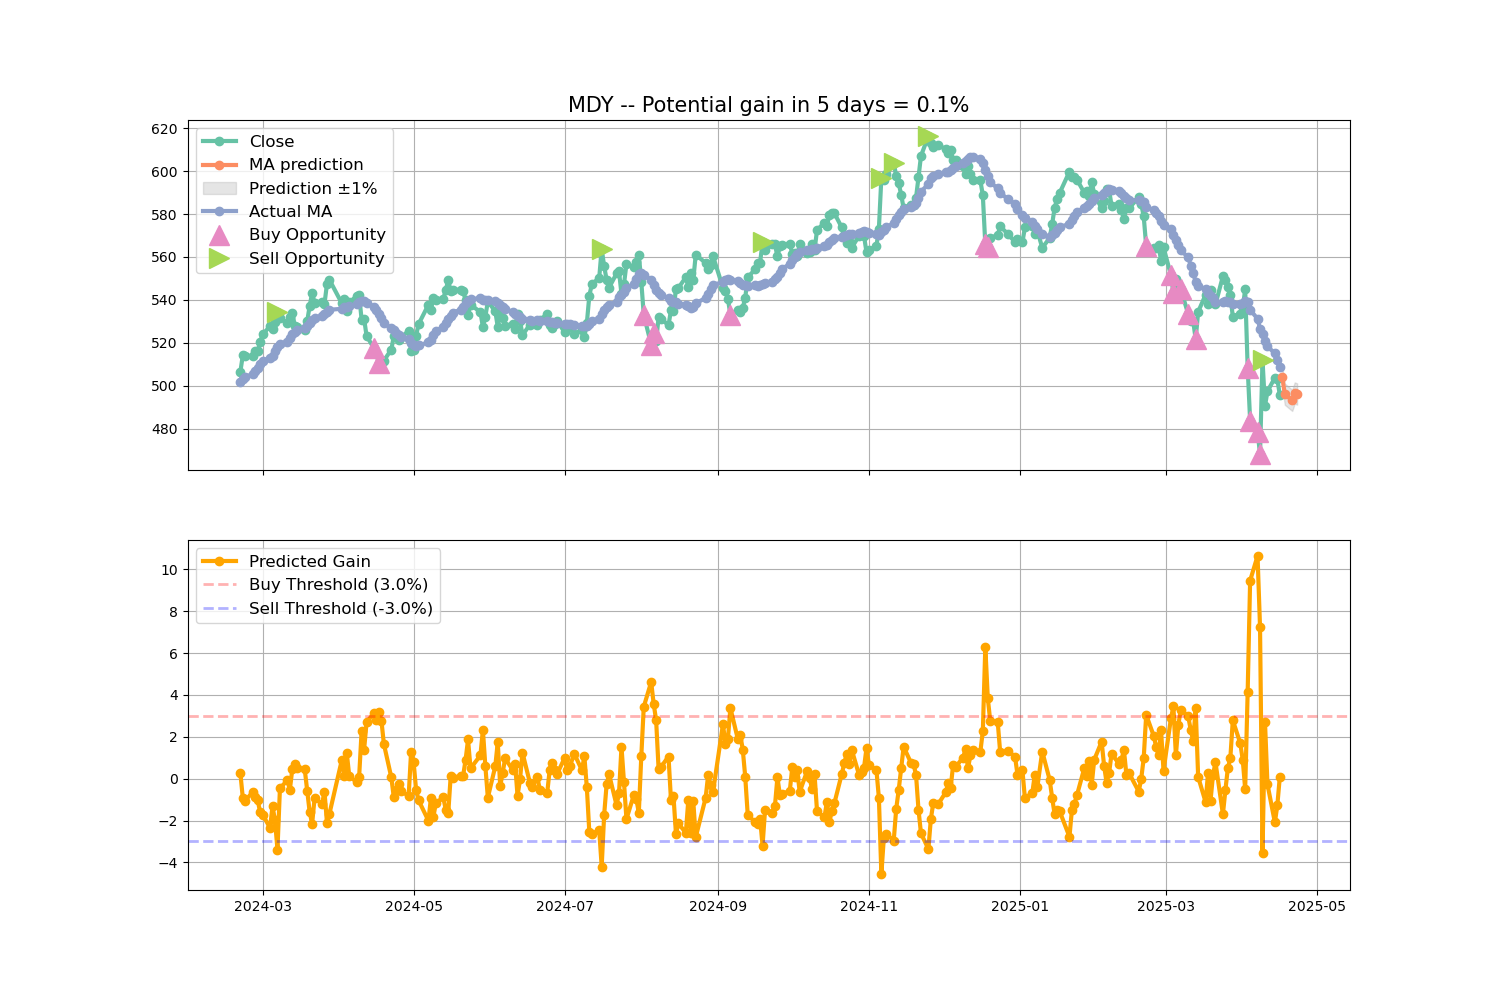 MDY -- Potential gain in 5 days = 0.1%
620
600
580
560
540
520
500
480
Close
MA prediction
Prediction ±1%
Actual MA
Buy Opportunity
Sell Opportunity
10
8
6
4
2
0
−2
−4
Predicted Gain
Buy Threshold (3.0%)
Sell Threshold (-3.0%)
2024-03
2024-05
2024-07
2024-09
2024-11
2025-01
2025-03
2025-05